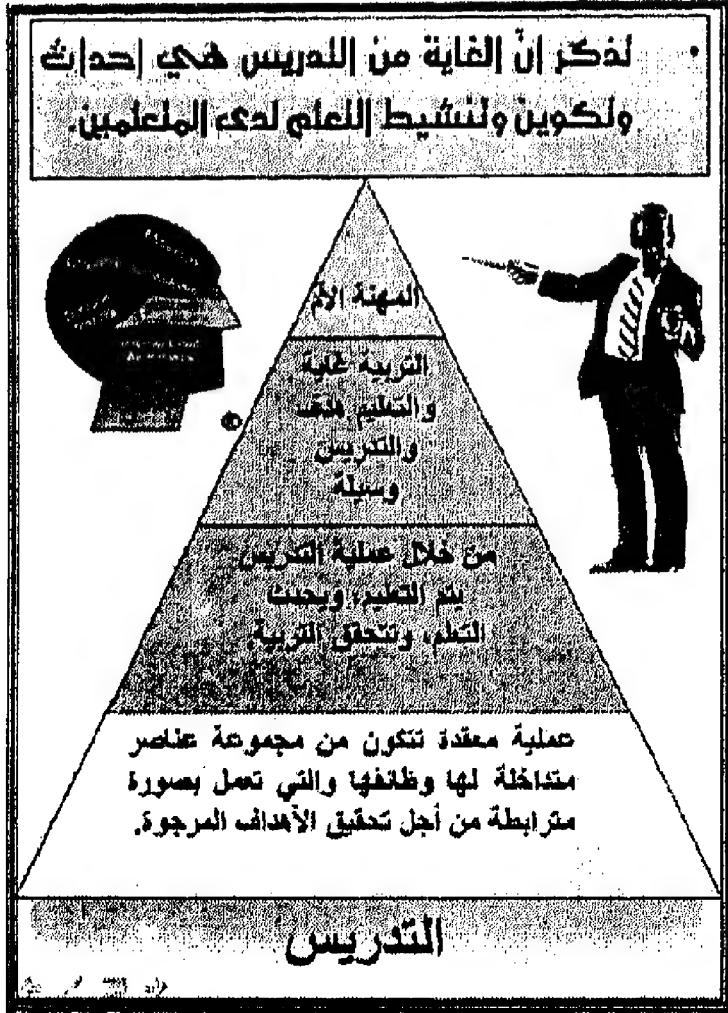 • تذكر إن الغاية من التدريس هي إحداث
وتكوين وتنشيط التعلم لدى المتعلمين.
المهنة الأم
التربية غاية
والتعليم هدف
والتدريس
وسيلة
من خلال عملية التدريس
يتم التعليم، ويحدث
التعلم، وتتحقق التربية.
عملية معقدة تتكون من مجموعة عناصر
متداخلة لها وظائفها والتي تعمل بصورة
مترابطة من أجل تحقيق الأهداف المرجوة.
التدريس